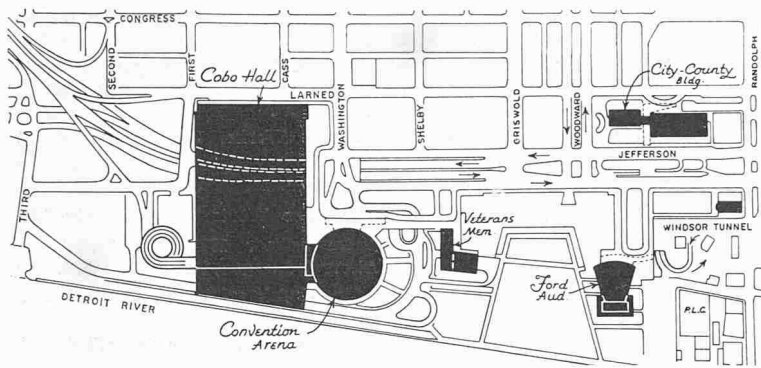 CONGRESS
SECOND
FIRST
CASS
Cobo Hall
LARNED
WASHINGTON
SHELBY
GRISWOLD
WOODWARD
City-County
Bldg.
RANDOLPH
JEFFERSON
THIRD
Veterans
Mem.
WINDSOR TUNNEL
DETROIT RIVER
Convention
Arena
Ford
Aud.
P.L.C.